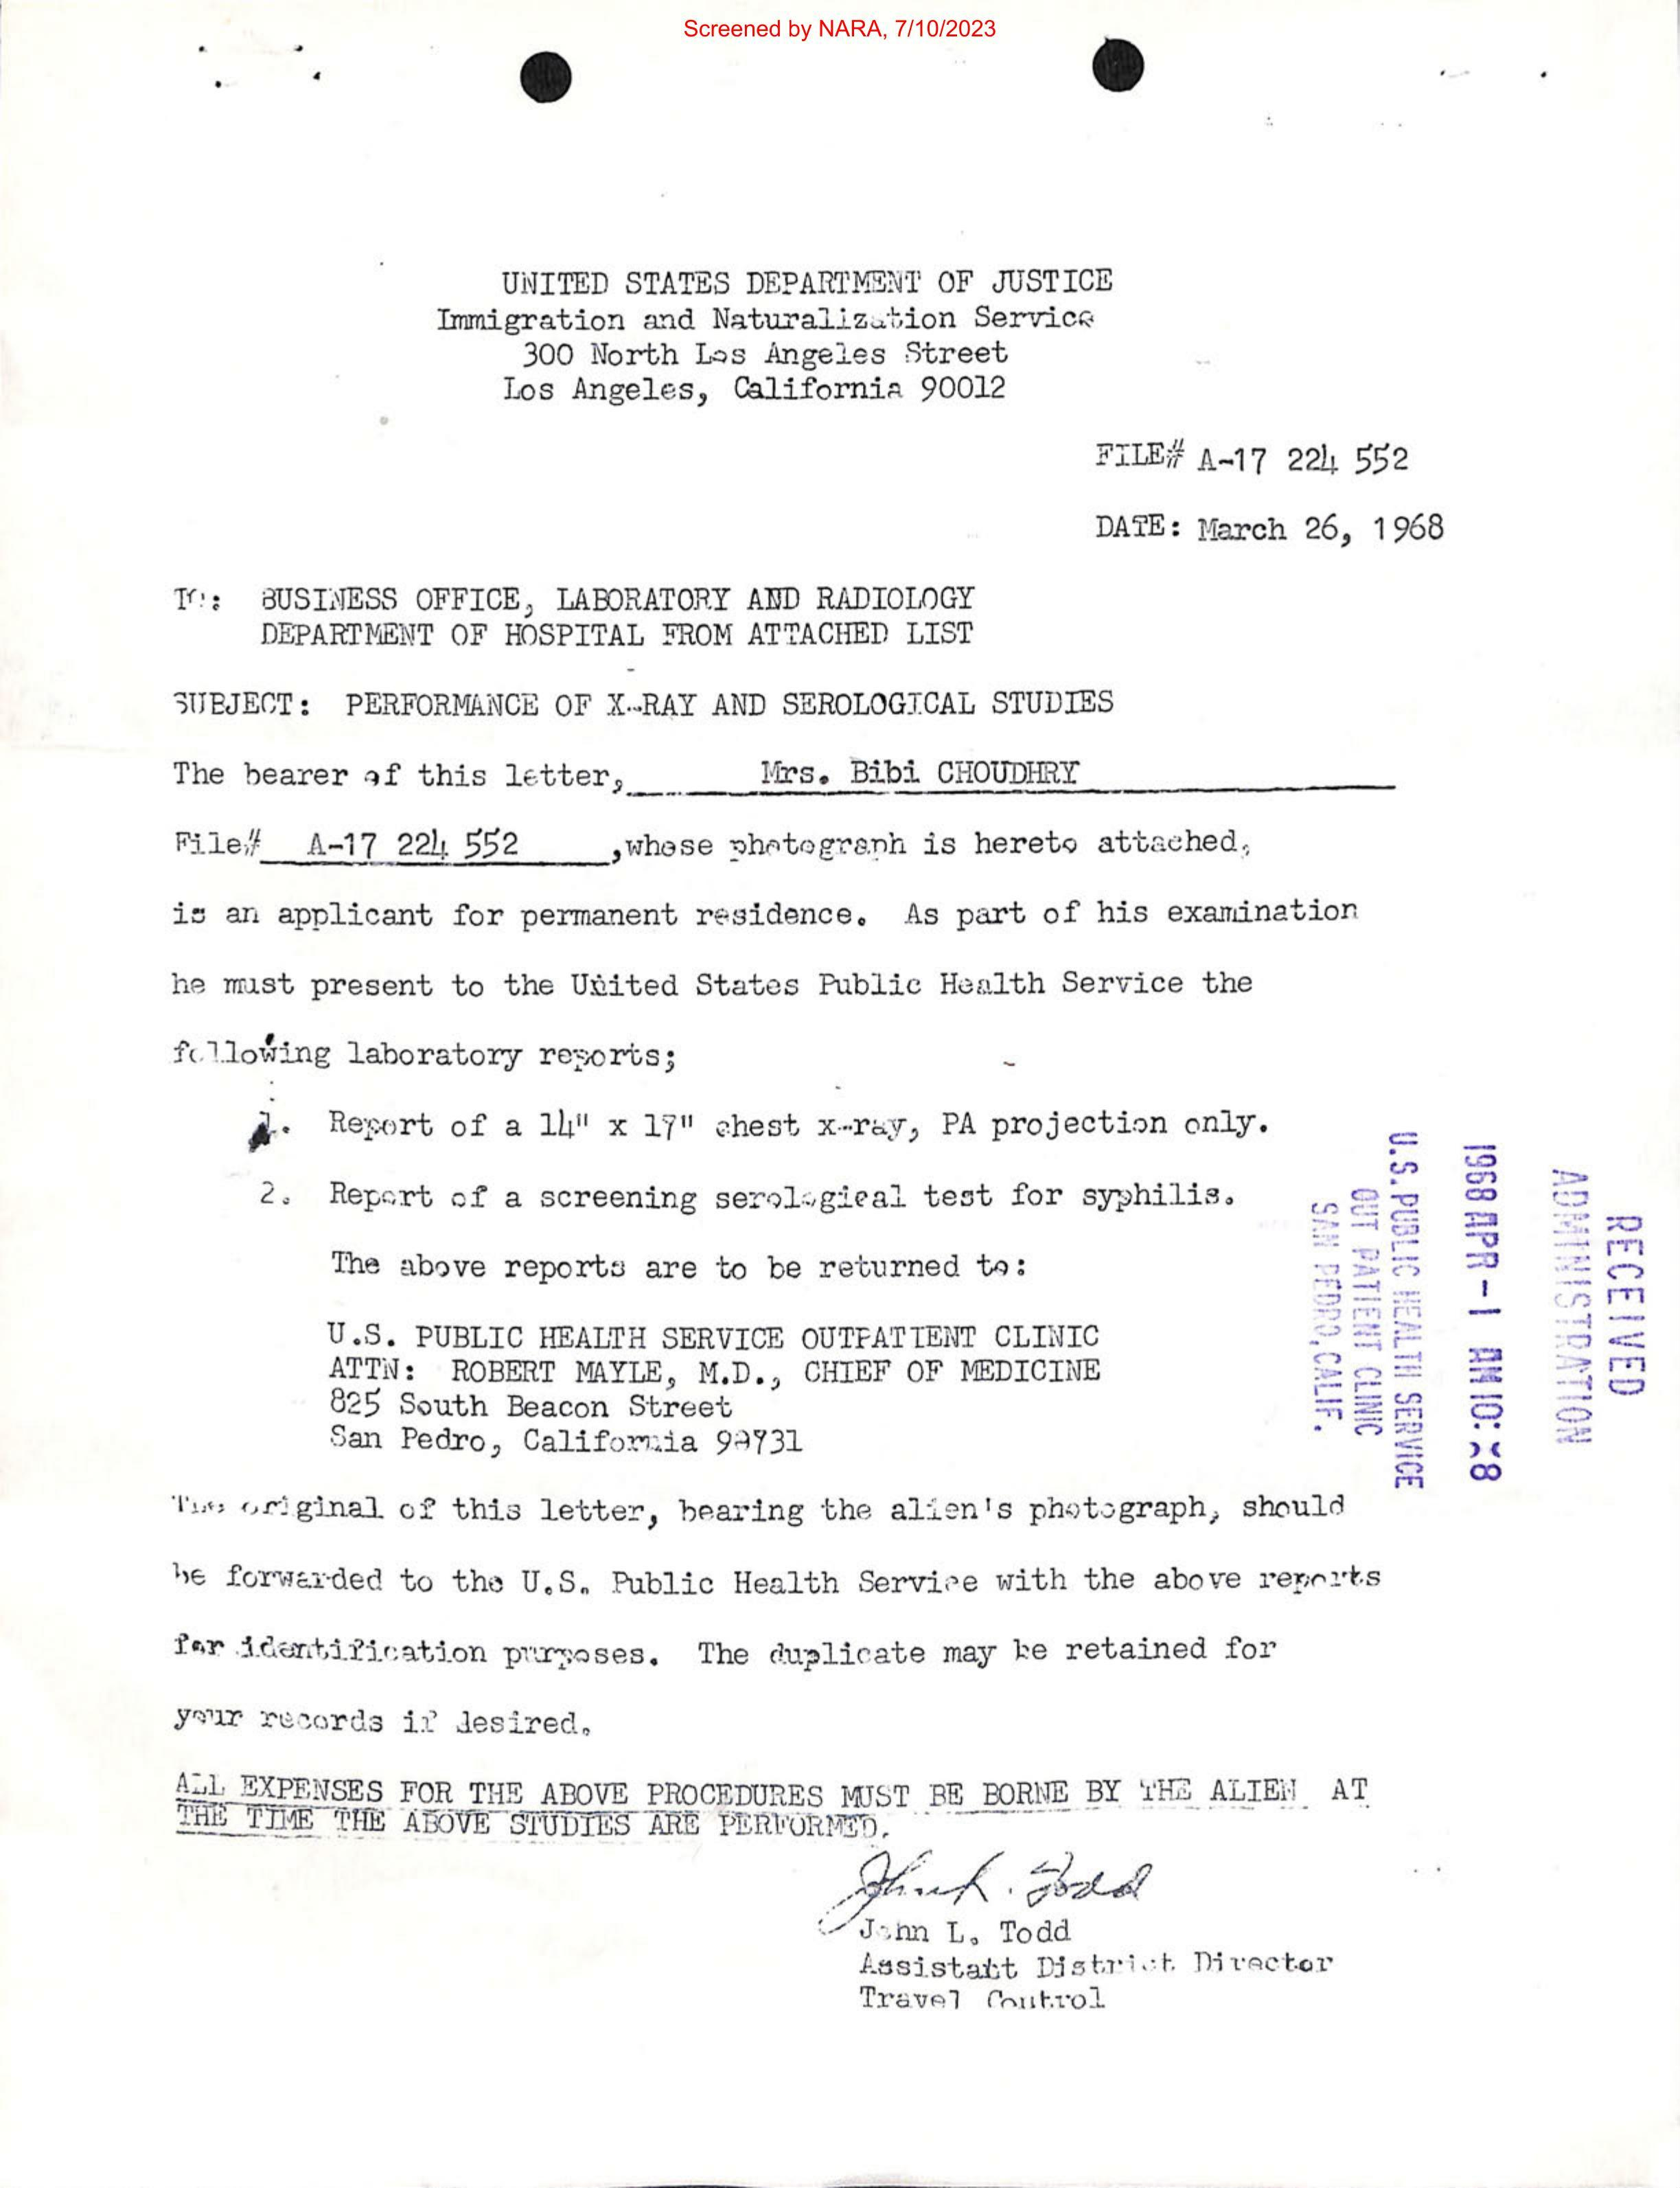 Screened by NARA, 7/10/2023
UNITED STATES DEPARTMENT OF JUSTICE
Immigration and Naturalization Service
300 North Los Angeles Street
Los Angeles, California 90012
FILE# A-17 224 552
DATE: March 26, 1968
TO: BUSINESS OFFICE, LABORATORY AND RADIOLOGY
DEPARTMENT OF HOSPITAL FROM ATTACHED LIST
SUBJECT: PERFORMANCE OF X-RAY AND SEROLOGICAL STUDIES
The bearer of this letter, Mrs. Bibi CHOUDHRY
File# A-17 224 552 ,whose photograph is hereto attached,
is an applicant for permanent residence. As part of his examination
he must present to the United States Public Health Service the
following laboratory reports;
1. Report of a 14" x 17" chest x-ray, PA projection only.
2. Report of a screening serological test for syphilis.
The above reports are to be returned to:
U.S. PUBLIC HEALTH SERVICE OUTPATIENT CLINIC
ATTN: ROBERT MAYLE, M.D., CHIEF OF MEDICINE
825 South Beacon Street
San Pedro, California
The original of this letter, bearing the alien's photograph, should
be forwarded to the U.S. Public Health Service with the above reports
for identification purposes. The duplicate may be retained for
your records if desired.
ALL EXPENSES FOR THE ABOVE PROCEDURES MUST BE BORNE BY THE ALIEN AT
THE TIME THE ABOVE STUDIES ARE PERFORMED.
John L. Todd
John L. Todd
Assistatt District Director
Travel Control
RECEIVED
ADMINISTRATION
1968 APR -1 AM
U.S. PUBLIC HEALTH SERVICE
OUT PATIENT CLINIC
SAN PEDRO, CALIF.